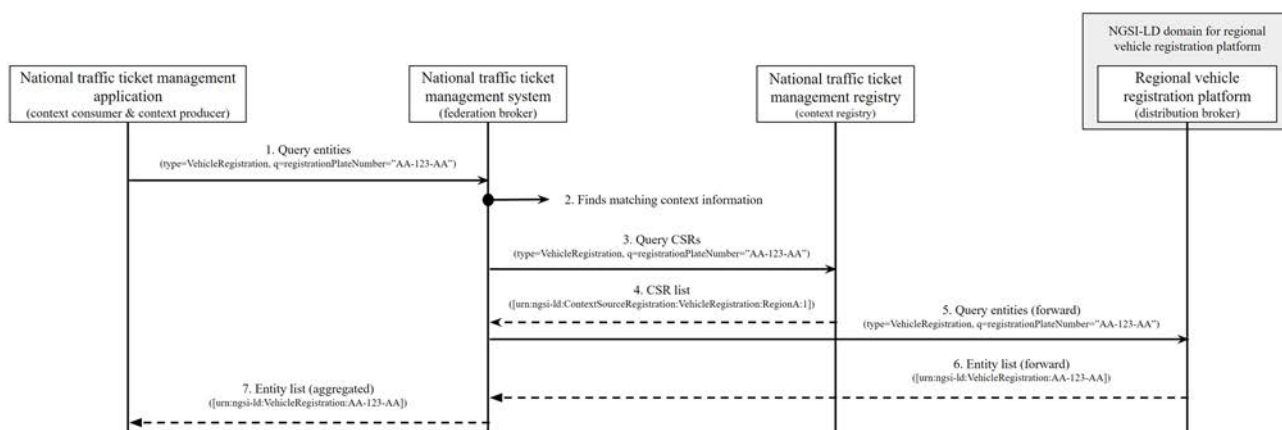 NGSI-LD domain for regional
vehicle registration platform
National traffic ticket management
application
(context consumer & context producer)
National traffic ticket
management system
(federation broker)
National traffic ticket
management registry
(context registry)
Regional vehicle
registration platform
(distribution broker)
1. Query entities
(type=VehicleRegistration, q=registrationPlateNumber="AA-123-AA")
2. Finds matching context information
3. Query CSRs
(type=VehicleRegistration, q=registrationPlateNumber="AA-123-AA")
4. CSR list
([urn:ngsi-ld:ContextSourceRegistration:VehicleRegistration:RegionA:1])
5. Query entities (forward)
(type=VehicleRegistration, q=registrationPlateNumber="AA-123-AA")
6. Entity list (forward)
([urn:ngsi-ld:VehicleRegistration:AA-123-AA])
7. Entity list (aggregated)
([urn:ngsi-ld:VehicleRegistration:AA-123-AA])